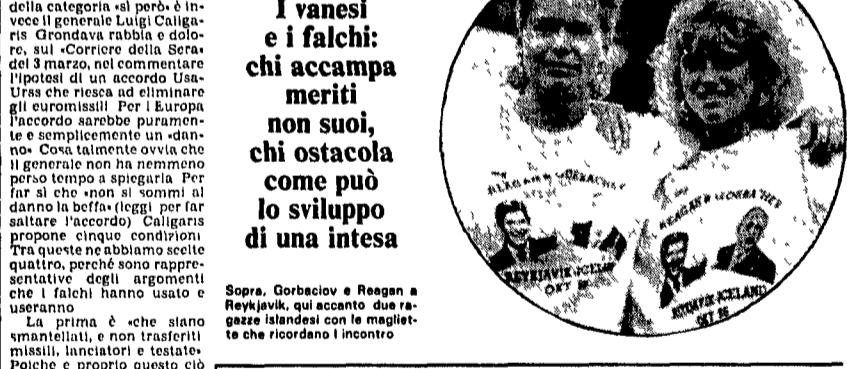 della categoria «sì però» è in-
vece il generale Luigi Caliga-
ris Grondava rabbia e dolo-
re, sul «Corriere della Sera»
del 3 marzo, nel commentare
l'ipotesi di un accordo Usa-
Urss che riesca ad eliminare
gli euromissili Per l Europa
l'accordo sarebbe puramen-
te e semplicemente un «dan-
no» Cosa talmente ovvia che
il generale non ha nemmeno
perso tempo a spiegarla Per
far sì che «non si sommi al
danno la beffa» (leggi per far
saltare l'accordo) Caligaris
propone cinque condizioni
Tra queste ne abbiamo scelte
quattro, perché sono rappre-
sentative degli argomenti
che i falchi hanno usato e
useranno
La prima è «che siano
smantellati, e non trasferiti
missili, lanciatori e testate»
Poiché è proprio questo ciò
I vanesi
e i falchi:
chi accampa
meriti
non suoi,
chi ostacola
come può
lo sviluppo
di una intesa
Sopra, Gorbaciov e Reagan a
Reykjavik, qui accanto due ra-
gazze islandesi con le magliet-
te che ricordano l incontro
REYKJAVIK ICEL
OKT 86
REAGAN & GORBACHEV
REYKJAVIK-ICELAND
OKT 86